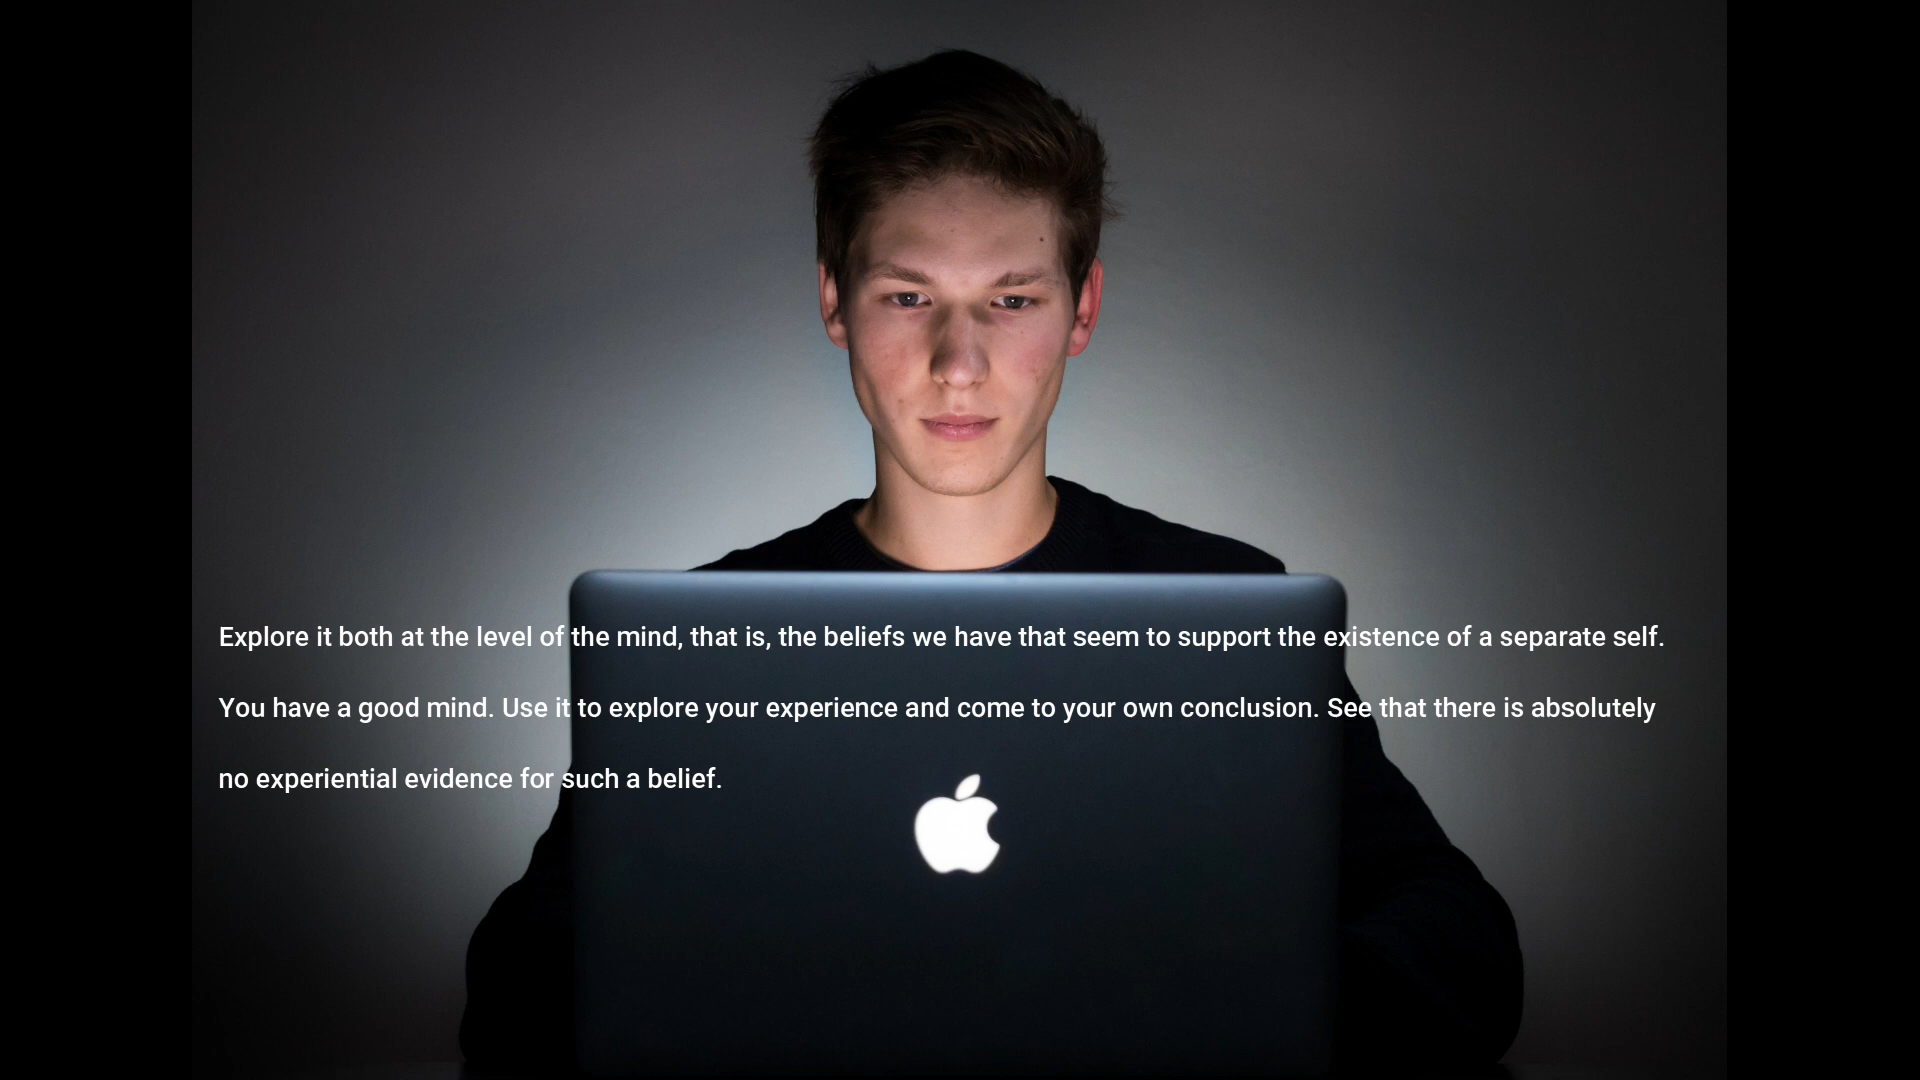 Explore it both at the level of the mind, that is, the beliefs we have that seem to support the existence of a separate self.
You have a good mind. Use it to explore your experience and come to your own conclusion. See that there is absolutely
no experiential evidence for such a belief.